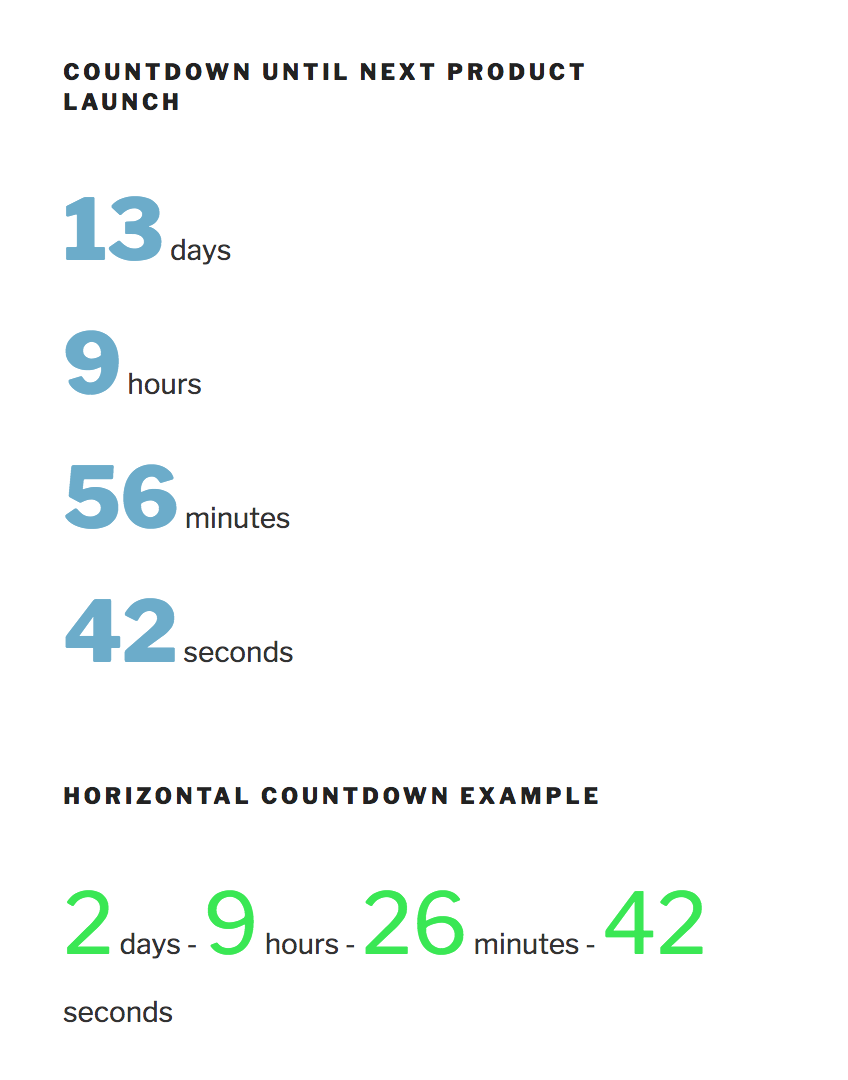 COUNTDOWN UNTIL NEXT PRODUCT
LAUNCH
13 days
9 hours
56 minutes
42 seconds
HORIZONTAL COUNTDOWN EXAMPLE
2 days - 9 hours - 26 minutes - 42
seconds